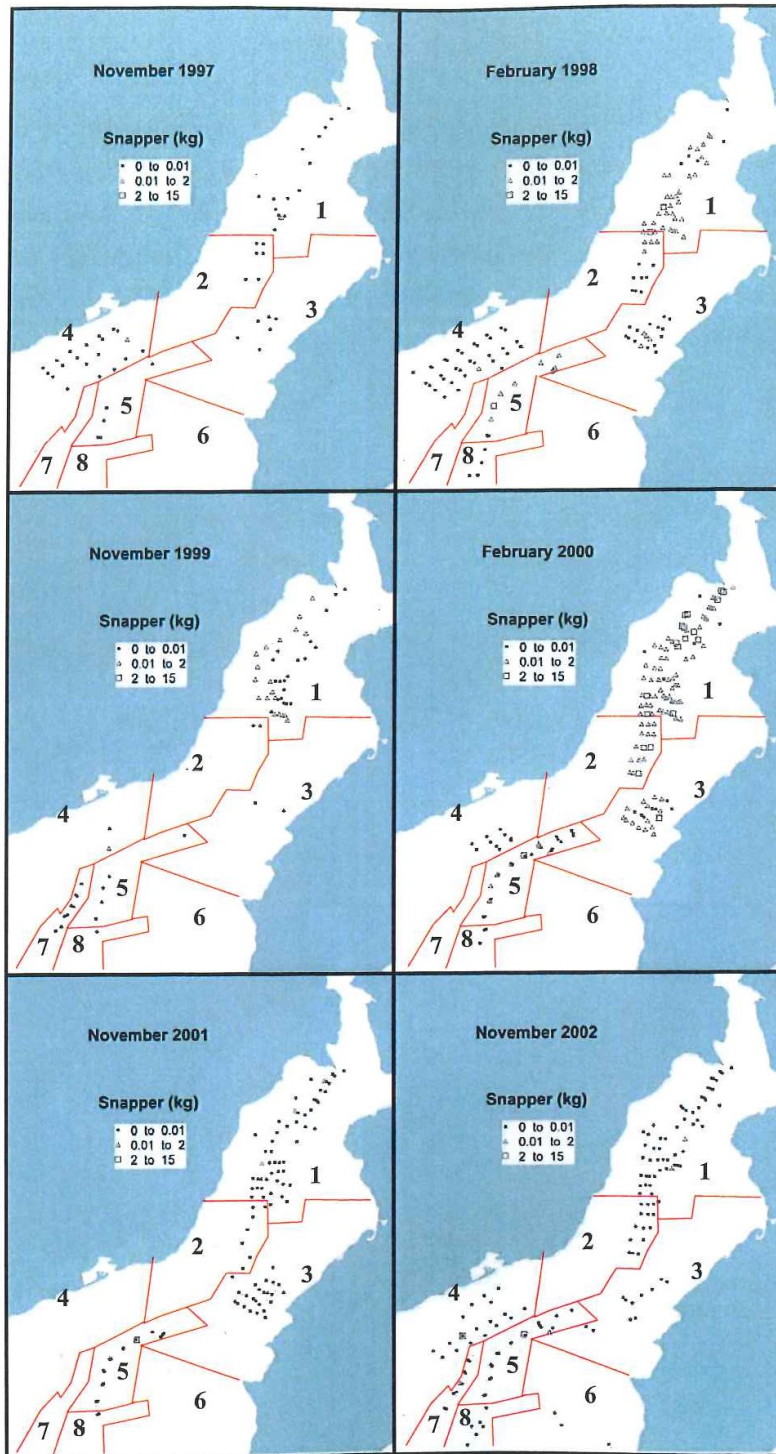 November 1997
Snapper (kg)
0 to 0.01
0.01 to 2
2 to 15
1
2
3
4
5
6
7
8
February 1998
Snapper (kg)
0 to 0.01
0.01 to 2
2 to 15
1
2
3
4
5
6
7
8
November 1999
Snapper (kg)
0 to 0.01
0.01 to 2
2 to 15
1
2
3
4
5
6
7
8
February 2000
Snapper (kg)
0 to 0.01
0.01 to 2
2 to 15
1
2
3
4
5
6
7
8
November 2001
Snapper (kg)
0 to 0.01
0.01 to 2
2 to 15
1
2
3
4
5
6
7
8
November 2002
Snapper (kg)
0 to 0.01
0.01 to 2
2 to 15
1
2
3
4
5
6
7
8